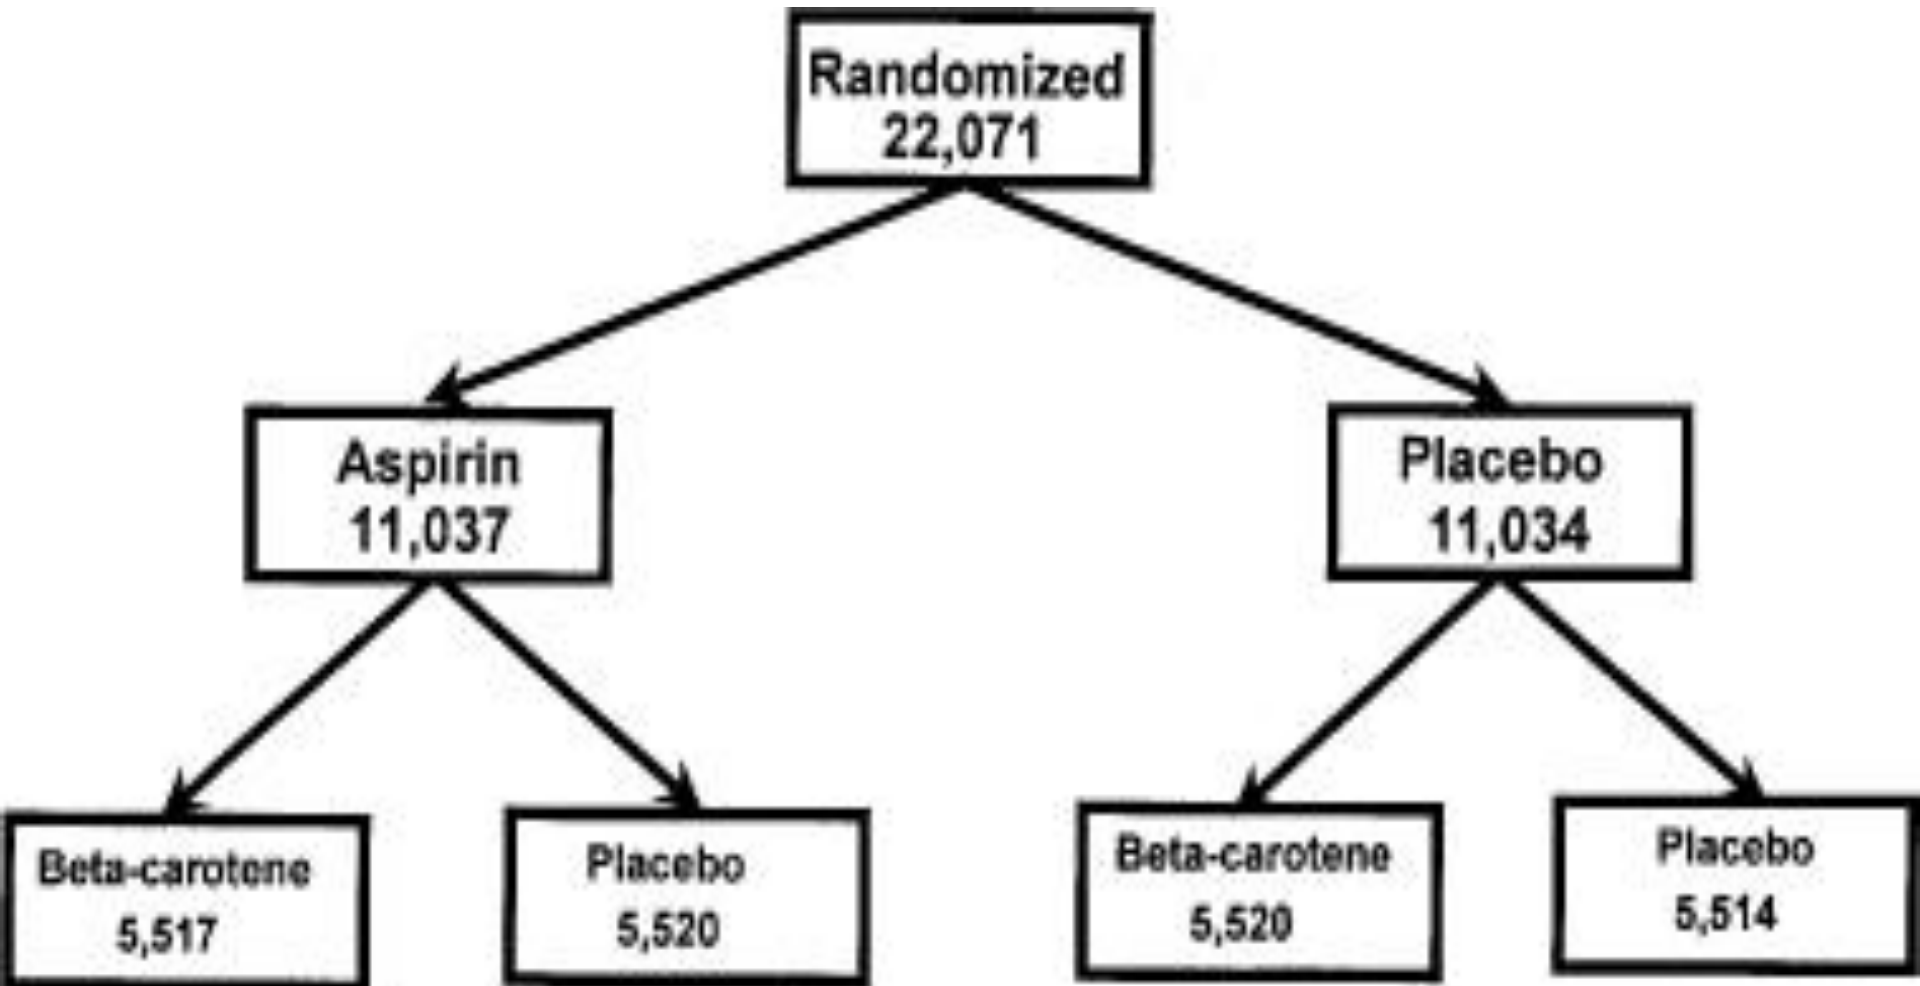 Randomized
22,071
Aspirin
11,037
Placebo
11,034
Beta-carotene
5,517
Placebo
5,520
Beta-carotene
5,520
Placebo
5,514